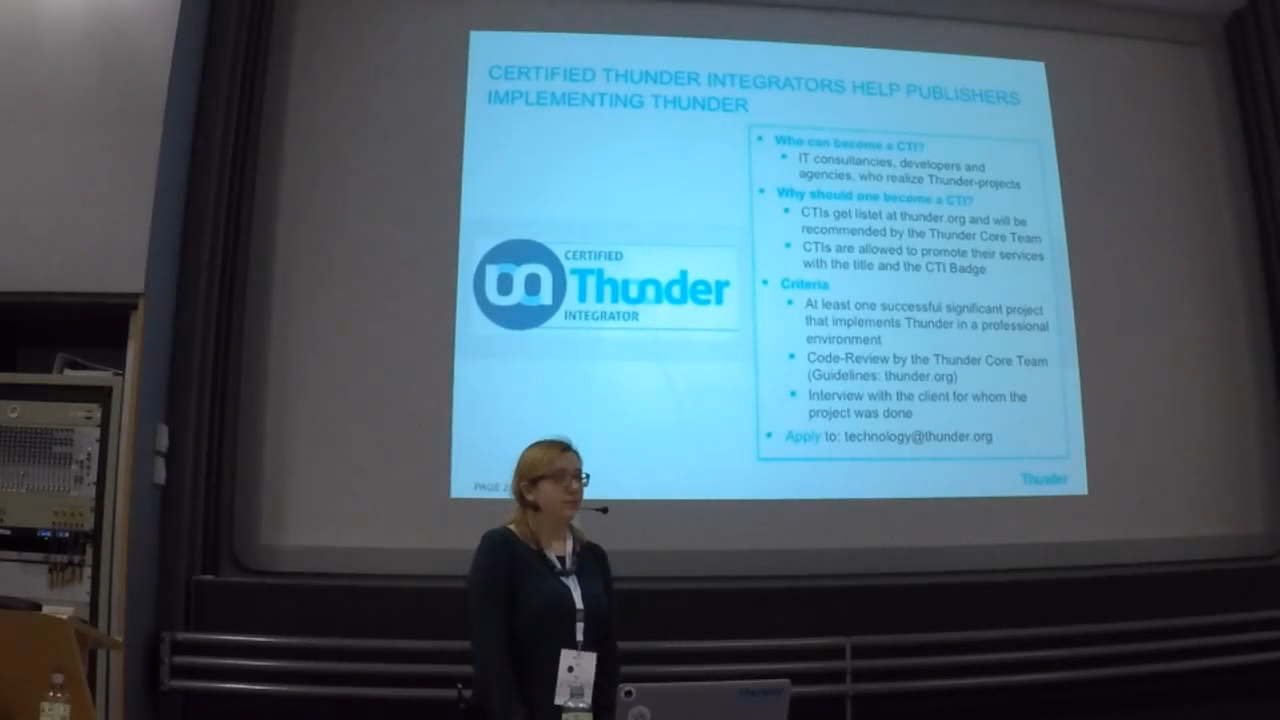 CERTIFIED THUNDER INTEGRATORS HELP PUBLISHERS
IMPLEMENTING THUNDER
CERTIFIED
Thunder
INTEGRATOR
Who can become a CTI?
IT consultancies, developers and
agencies, who realize Thunder-projects
Why should one become a CTI?
CTIs get listet at thunder.org and will be
recommended by the Thunder Core Team
CTIs are allowed to promote their services
with the title and the CTI Badge
Criteria
At least one successful significant project
that implements Thunder in a professional
environment
Code-Review by the Thunder Core Team
(Guidelines: thunder.org)
Interview with the client for whom the
project was done
Apply to: technology@thunder.org
PAGE
Thunder